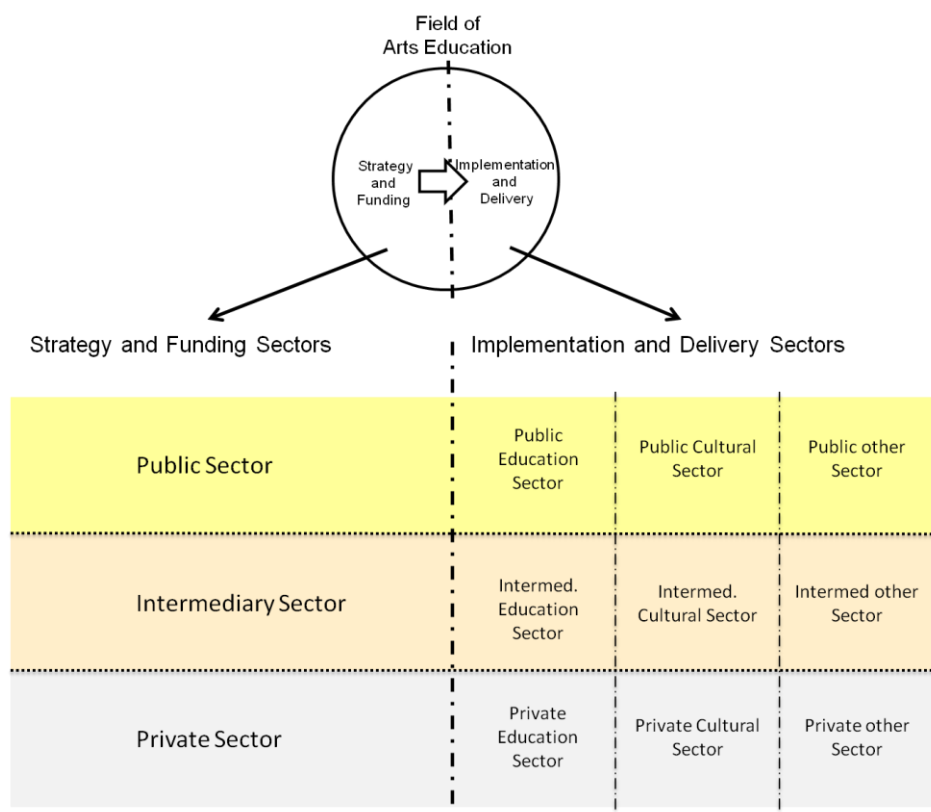 Field of
Arts Education
Strategy
and
Funding
Implementation
and
Delivery
Strategy and Funding Sectors
Implementation and Delivery Sectors
Public Sector
Public
Education
Sector
Public Cultural
Sector
Public other
Sector
Intermediary Sector
Intermed.
Education
Sector
Intermed.
Cultural Sector
Intermed other
Sector
Private Sector
Private
Education
Sector
Private Cultural
Sector
Private other
Sector